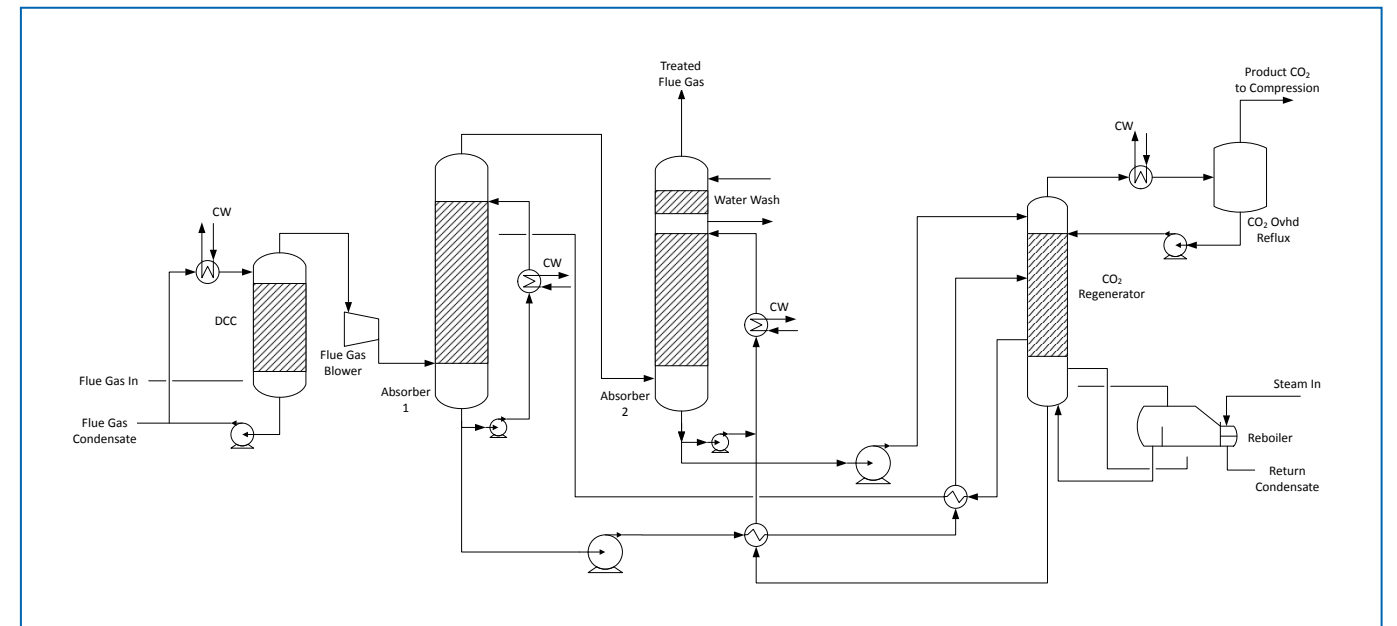 Treated
Flue Gas
Product CO₂
to Compression
CW
Water Wash
CW
CO₂ Ovhd
Reflux
CW
CO₂
Regenerator
DCC
CW
Flue Gas
Blower
Flue Gas In
Absorber
1
Absorber
2
Steam In
Flue Gas
Condensate
Reboiler
Return
Condensate